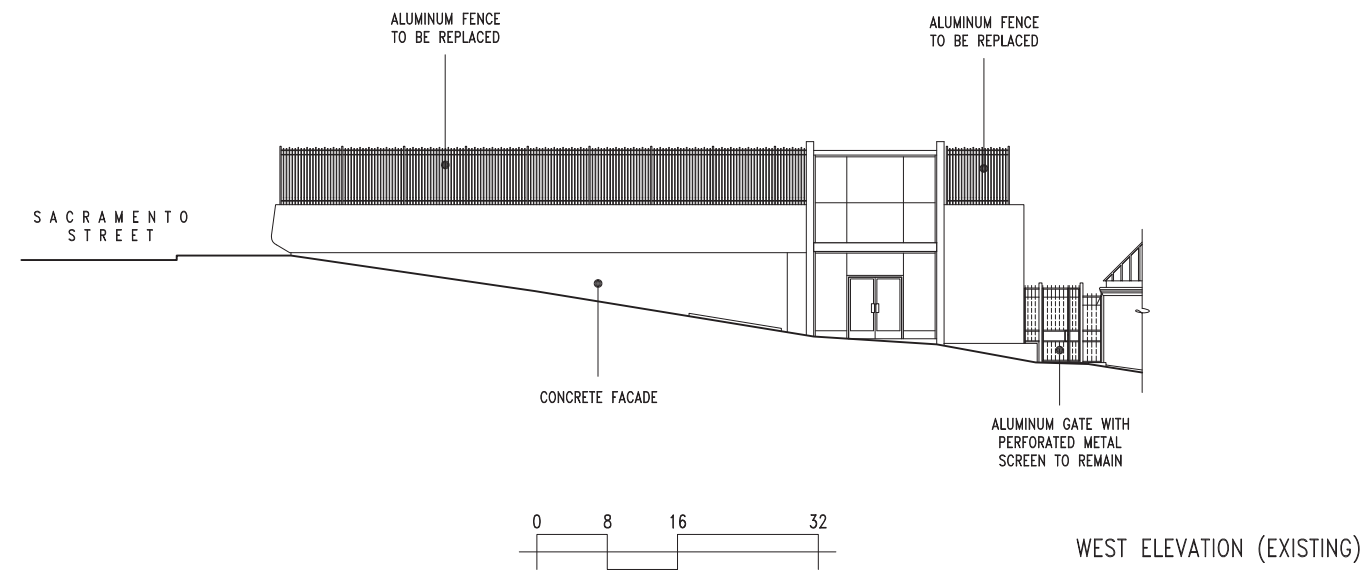 ALUMINUM FENCE
TO BE REPLACED
ALUMINUM FENCE
TO BE REPLACED
SACRAMENTO
STREET
CONCRETE FACADE
ALUMINUM GATE WITH
PERFORATED METAL
SCREEN TO REMAIN
0 8 16 32
WEST ELEVATION (EXISTING)